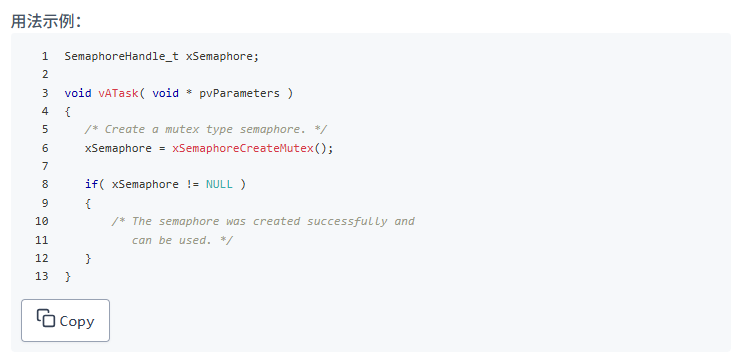 用法示例：
1 SemaphoreHandle_t xSemaphore;
2
3 void vATask( void * pvParameters )
4 {
5 /* Create a mutex type semaphore. */
6 xSemaphore = xSemaphoreCreateMutex();
7
8 if( xSemaphore != NULL )
9 {
10 /* The semaphore was created successfully and
11 can be used. */
12 }
13 }
Copy